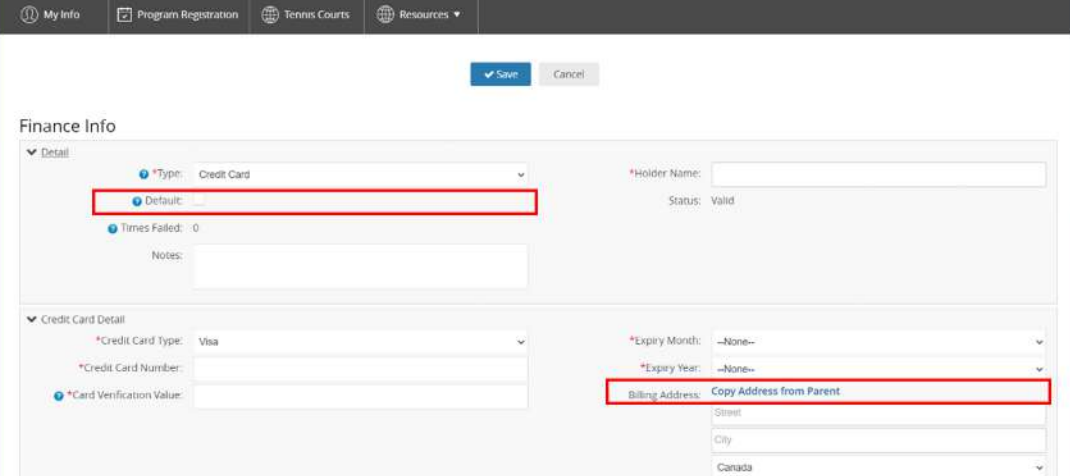 My Info Program Registration Tennis Courts Resources ▼
Save Cancel
Finance Info
Detail
*Type: Credit Card *Holder Name:
Default: Status: Valid
Times Failed: 0
Notes:
Credit Card Detail
*Credit Card Type: Visa *Expiry Month: --None--
*Credit Card Number: *Expiry Year: --None--
*Card Verification Value: Billing Address: Copy Address from Parent
Street
City
Canada